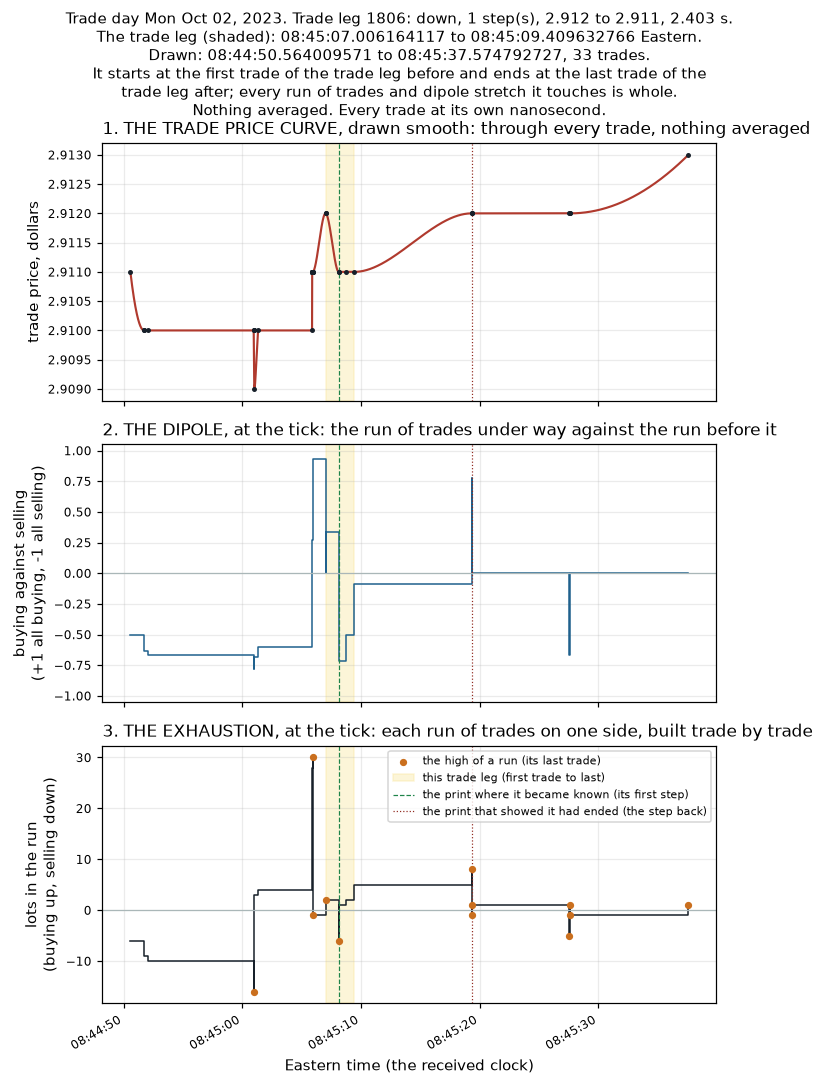 Trade day Mon Oct 02, 2023. Trade leg 1806: down, 1 step(s), 2.912 to 2.911, 2.403 s.
The trade leg (shaded): 08:45:07.006164117 to 08:45:09.409632766 Eastern.
Drawn: 08:44:50.564009571 to 08:45:37.574792727, 33 trades.
It starts at the first trade of the trade leg before and ends at the last trade of the
trade leg after; every run of trades and dipole stretch it touches is whole.
Nothing averaged. Every trade at its own nanosecond.
1. THE TRADE PRICE CURVE, drawn smooth: through every trade, nothing averaged
2.9130
2.9125
2.9120
2.9115
2.9110
2.9105
2.9100
2.9095
2.9090
trade price, dollars
2. THE DIPOLE, at the tick: the run of trades under way against the run before it
1.00
0.75
0.50
0.25
0.00
−0.25
−0.50
−0.75
−1.00
buying against selling
(+1 all buying, -1 all selling)
3. THE EXHAUSTION, at the tick: each run of trades on one side, built trade by trade
30
20
10
0
−10
lots in the run
(buying up, selling down)
the high of a run (its last trade)
this trade leg (first trade to last)
the print where it became known (its first step)
the print that showed it had ended (the step back)
08:44:50
08:45:00
08:45:10
08:45:20
08:45:30
Eastern time (the received clock)